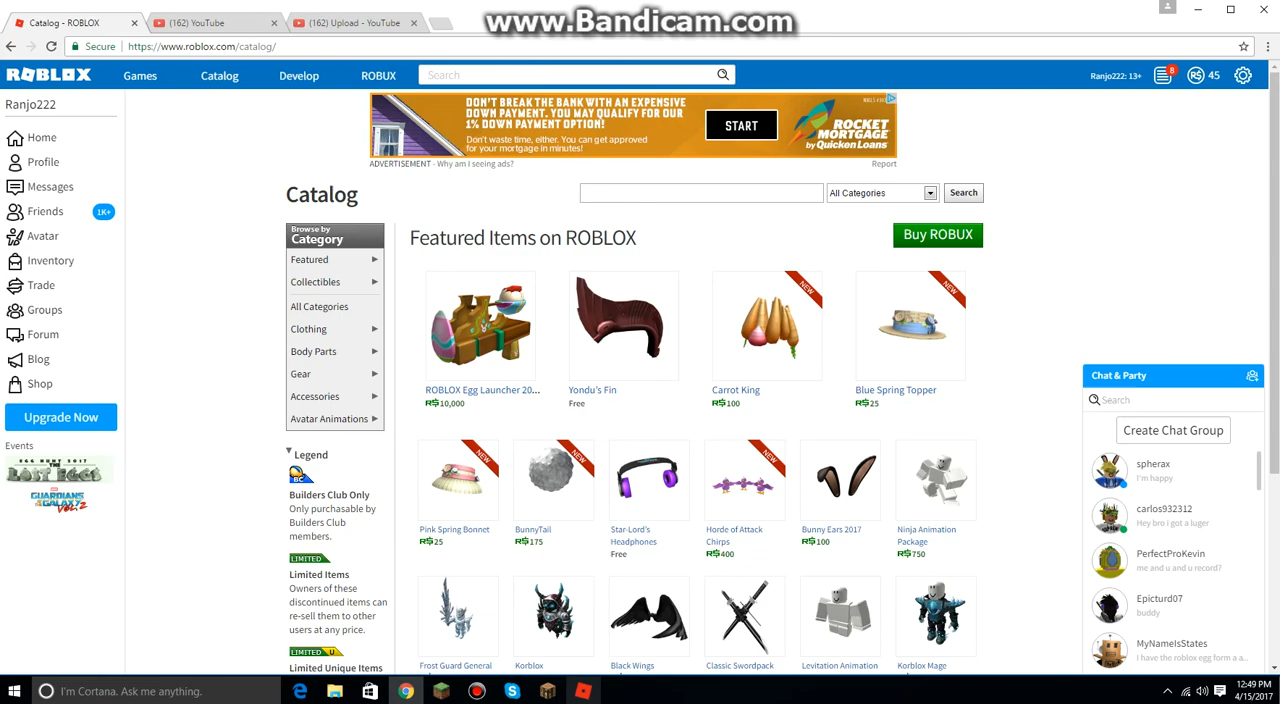 www.Bandicam.com
Catalog - ROBLOX
(162) YouTube
(162) Upload - YouTube
Secure
https://www.roblox.com/catalog/
ROBLOX
Games
Catalog
Develop
ROBUX
Search
Ranjo222: 13+
8
R$ 45
Ranjo222
Home
Profile
Messages
Friends
1K+
Avatar
Inventory
Trade
Groups
Forum
Blog
Shop
Upgrade Now
Events
EGG HUNT 2017
THE LOST EGGS
GUARDIANS OF THE GALAXY VOL. 2
DON'T BREAK THE BANK WITH AN EXPENSIVE
DOWN PAYMENT. YOU MAY QUALIFY FOR OUR
1% DOWN PAYMENT OPTION!
Don't waste time, either. You can get approved
for your mortgage in minutes!
START
ROCKET
MORTGAGE
by Quicken Loans
ADVERTISEMENT - Why am I seeing ads?
Report
Catalog
All Categories
Search
Browse by
Category
Featured
Collectibles
All Categories
Clothing
Body Parts
Gear
Accessories
Avatar Animations
Legend
BC
Builders Club Only
Only purchasable by
Builders Club
members.
LIMITED
Limited Items
Owners of these
discontinued items can
re-sell them to other
users at any price.
LIMITED U
Limited Unique Items
Featured Items on ROBLOX
Buy ROBUX
NEW
NEW
ROBLOX Egg Launcher 20...
R$10,000
Yondu's Fin
Free
Carrot King
R$100
Blue Spring Topper
R$25
NEW
NEW
NEW
Pink Spring Bonnet
R$25
BunnyTail
R$175
Star-Lord's
Headphones
Free
Horde of Attack
Chirps
R$400
Bunny Ears 2017
R$100
Ninja Animation
Package
R$750
Frost Guard General
Korblox
Black Wings
Classic Swordpack
Levitation Animation
Korblox Mage
Chat & Party
Search
Create Chat Group
spherax
I'm happy
carlos932312
Hey bro i got a luger
PerfectProKevin
me and u and u record?
Epicturd07
buddy
MyNameIsStates
I have the roblox egg form a a...
I'm Cortana. Ask me anything.
12:49 PM
4/15/2017